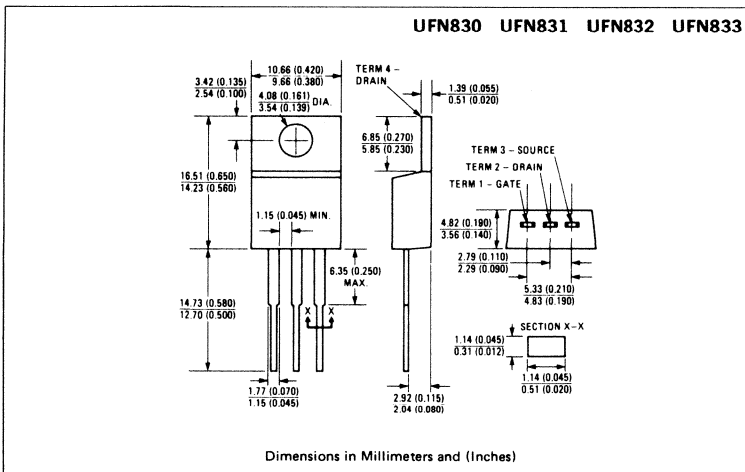 UFN830 UFN831 UFN832 UFN833
10.66 (0.420)
9.66 (0.380)
3.42 (0.135)
2.54 (0.100)
4.08 (0.161) DIA.
3.54 (0.139)
TERM 4 –
DRAIN
1.39 (0.055)
0.51 (0.020)
6.85 (0.270)
5.85 (0.230)
16.51 (0.650)
14.23 (0.560)
1.15 (0.045) MIN.
TERM 3 – SOURCE
TERM 2 – DRAIN
TERM 1 – GATE
4.82 (0.190)
3.56 (0.140)
2.79 (0.110)
2.29 (0.090)
5.33 (0.210)
4.83 (0.190)
6.35 (0.250)
MAX.
14.73 (0.580)
12.70 (0.500)
X X
SECTION X–X
1.14 (0.045)
0.31 (0.012)
1.14 (0.045)
0.51 (0.020)
1.77 (0.070)
1.15 (0.045)
2.92 (0.115)
2.04 (0.080)
Dimensions in Millimeters and (Inches)